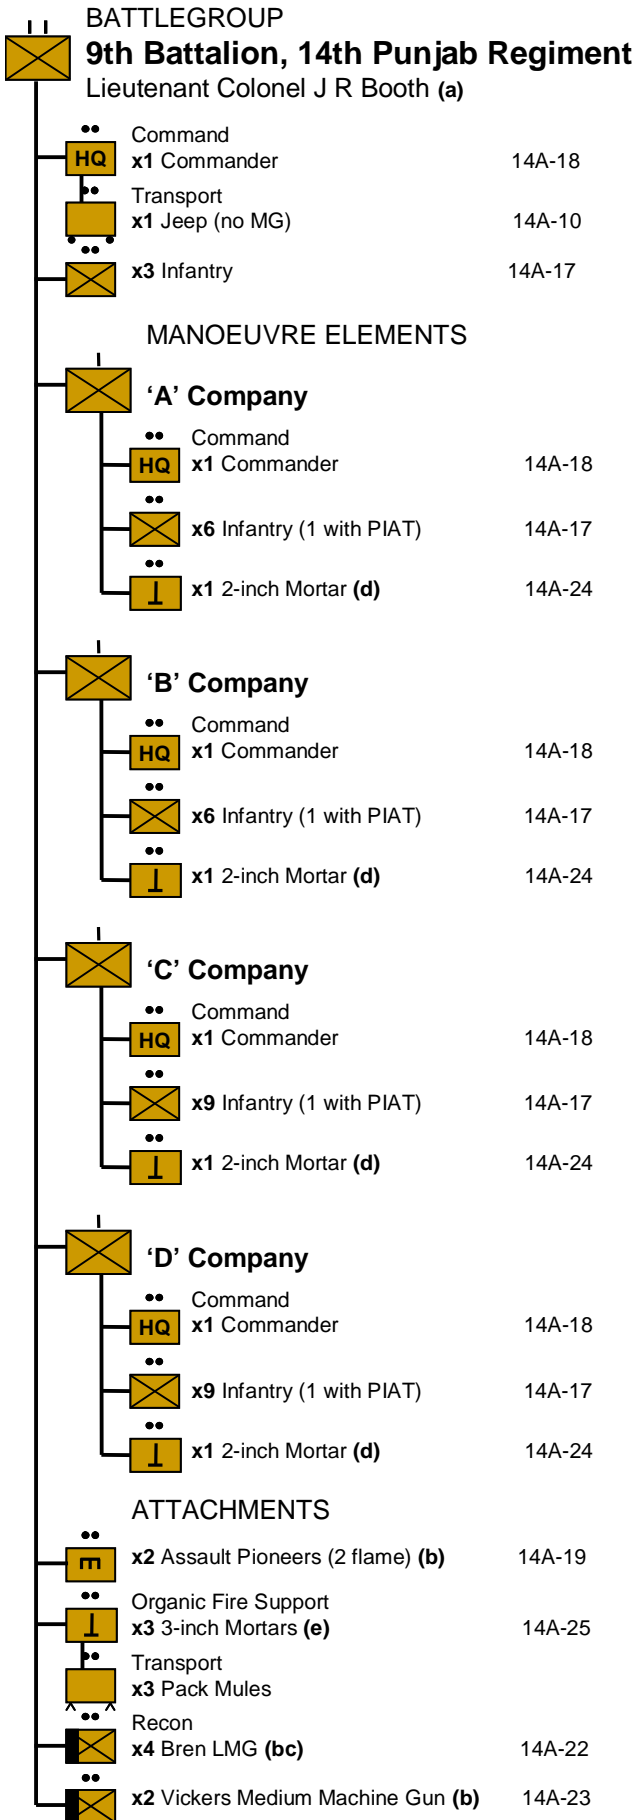 BATTLEGROUP
9th Battalion, 14th Punjab Regiment
Lieutenant Colonel J R Booth (a)
Command
HQ x1 Commander 14A-18
Transport
x1 Jeep (no MG) 14A-10
x3 Infantry 14A-17
MANOEUVRE ELEMENTS
‘A’ Company
Command
HQ x1 Commander 14A-18
x6 Infantry (1 with PIAT) 14A-17
x1 2-inch Mortar (d) 14A-24
‘B’ Company
Command
HQ x1 Commander 14A-18
x6 Infantry (1 with PIAT) 14A-17
x1 2-inch Mortar (d) 14A-24
‘C’ Company
Command
HQ x1 Commander 14A-18
x9 Infantry (1 with PIAT) 14A-17
x1 2-inch Mortar (d) 14A-24
‘D’ Company
Command
HQ x1 Commander 14A-18
x9 Infantry (1 with PIAT) 14A-17
x1 2-inch Mortar (d) 14A-24
ATTACHMENTS
x2 Assault Pioneers (2 flame) (b) 14A-19
Organic Fire Support
x3 3-inch Mortars (e) 14A-25
Transport
x3 Pack Mules
Recon
x4 Bren LMG (bc) 14A-22
x2 Vickers Medium Machine Gun (b) 14A-23